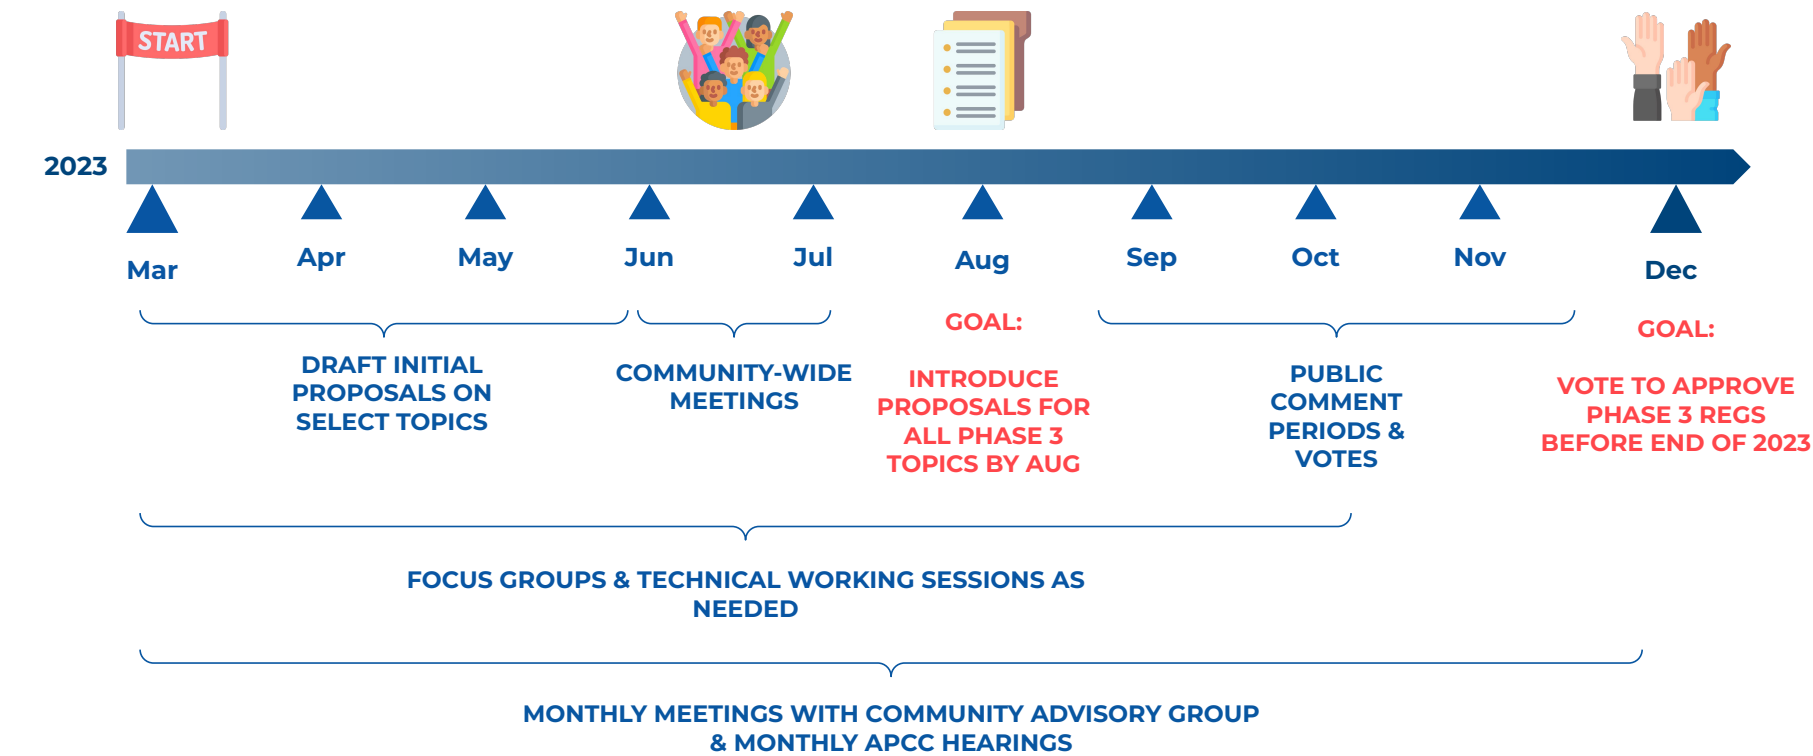 START
2023
Mar
Apr
May
Jun
Jul
Aug
Sep
Oct
Nov
Dec
DRAFT INITIAL
PROPOSALS ON
SELECT TOPICS
COMMUNITY-WIDE
MEETINGS
GOAL:
INTRODUCE
PROPOSALS FOR
ALL PHASE 3
TOPICS BY AUG
PUBLIC
COMMENT
PERIODS &
VOTES
GOAL:
VOTE TO APPROVE
PHASE 3 REGS
BEFORE END OF 2023
FOCUS GROUPS & TECHNICAL WORKING SESSIONS AS
NEEDED
MONTHLY MEETINGS WITH COMMUNITY ADVISORY GROUP
& MONTHLY APCC HEARINGS